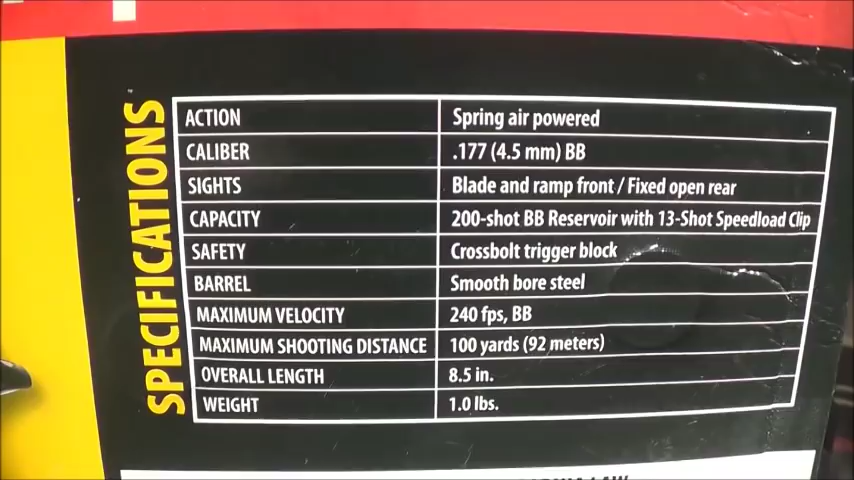 SPECIFICATIONS
ACTION Spring air powered
CALIBER .177 (4.5 mm) BB
SIGHTS Blade and ramp front / Fixed open rear
CAPACITY 200-shot BB Reservoir with 13-Shot Speedload Clip
SAFETY Crossbolt trigger block
BARREL Smooth bore steel
MAXIMUM VELOCITY 240 fps, BB
MAXIMUM SHOOTING DISTANCE 100 yards (92 meters)
OVERALL LENGTH 8.5 in.
WEIGHT 1.0 lbs.
LAW